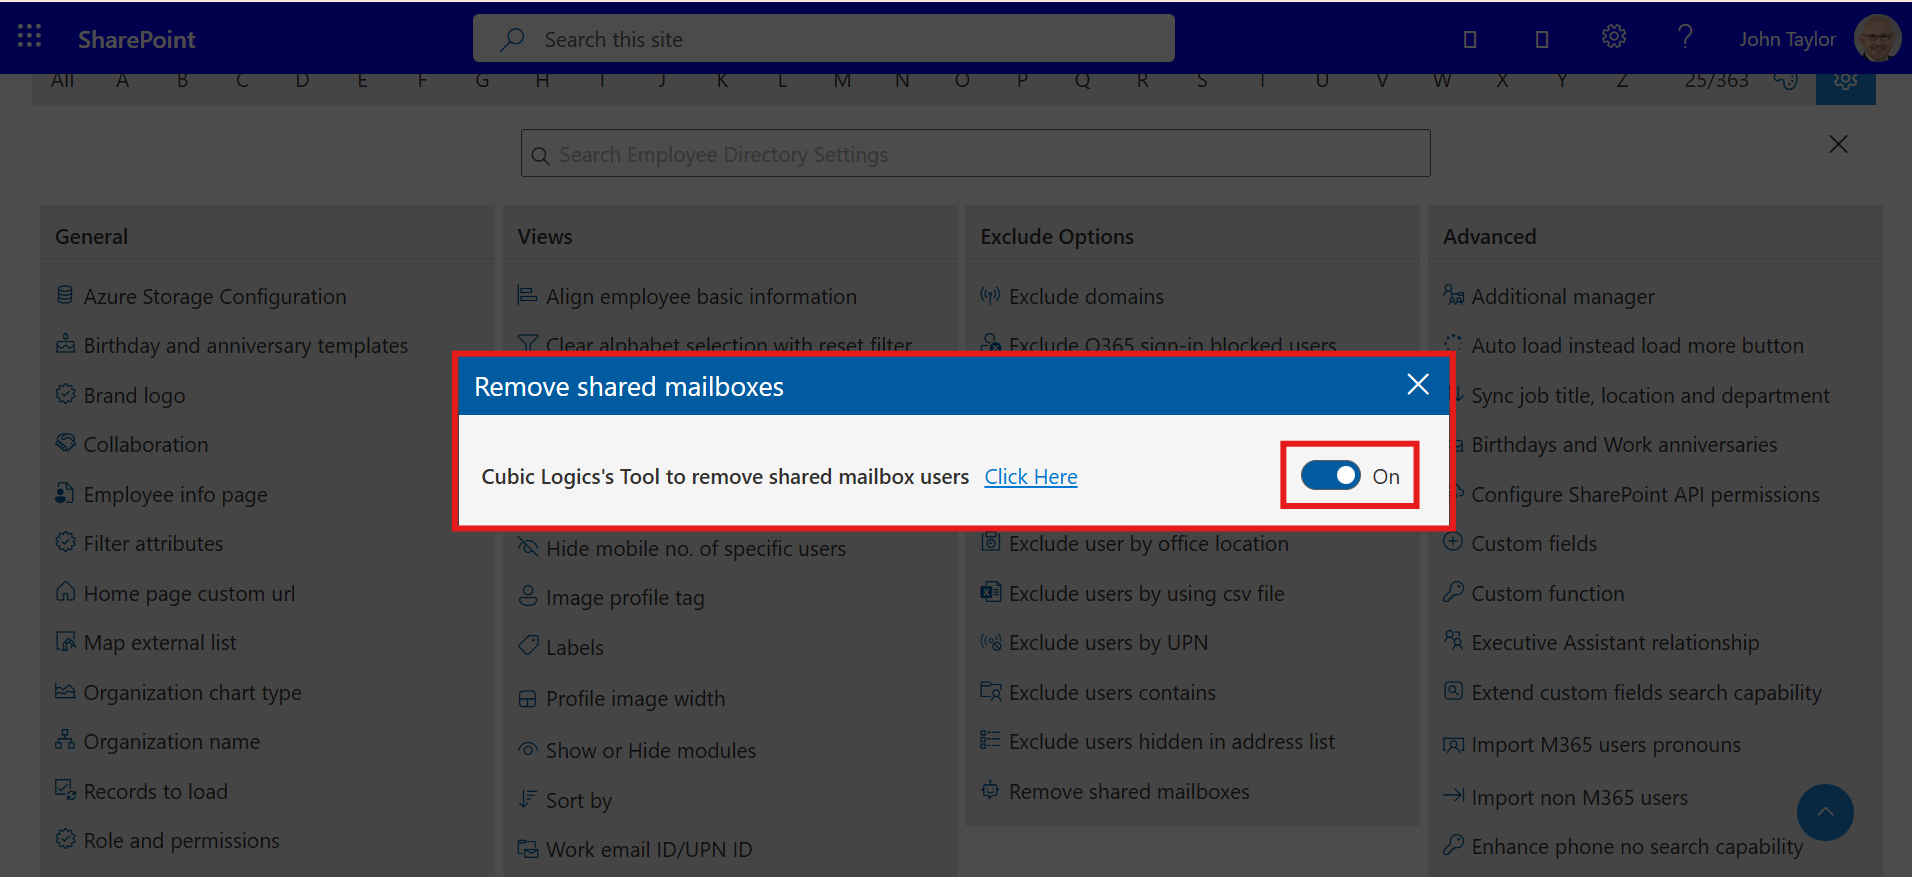 SharePoint
Search this site
John Taylor
All A B C D E F G H I J K L M N O P Q R S T U V W X Y Z 25/363
Search Employee Directory Settings
General
Azure Storage Configuration
Birthday and anniversary templates
Brand logo
Collaboration
Employee info page
Filter attributes
Home page custom url
Map external list
Organization chart type
Organization name
Records to load
Role and permissions
Views
Align employee basic information
Clear alphabet selection with reset filter
Hide mobile no. of specific users
Image profile tag
Labels
Profile image width
Show or Hide modules
Sort by
Work email ID/UPN ID
Exclude Options
Exclude domains
Exclude O365 sign-in blocked users
Exclude user by office location
Exclude users by using csv file
Exclude users by UPN
Exclude users contains
Exclude users hidden in address list
Remove shared mailboxes
Advanced
Additional manager
Auto load instead load more button
Sync job title, location and department
Birthdays and Work anniversaries
Configure SharePoint API permissions
Custom fields
Custom function
Executive Assistant relationship
Extend custom fields search capability
Import M365 users pronouns
Import non M365 users
Enhance phone no search capability
Remove shared mailboxes
Cubic Logics's Tool to remove shared mailbox users Click Here
On